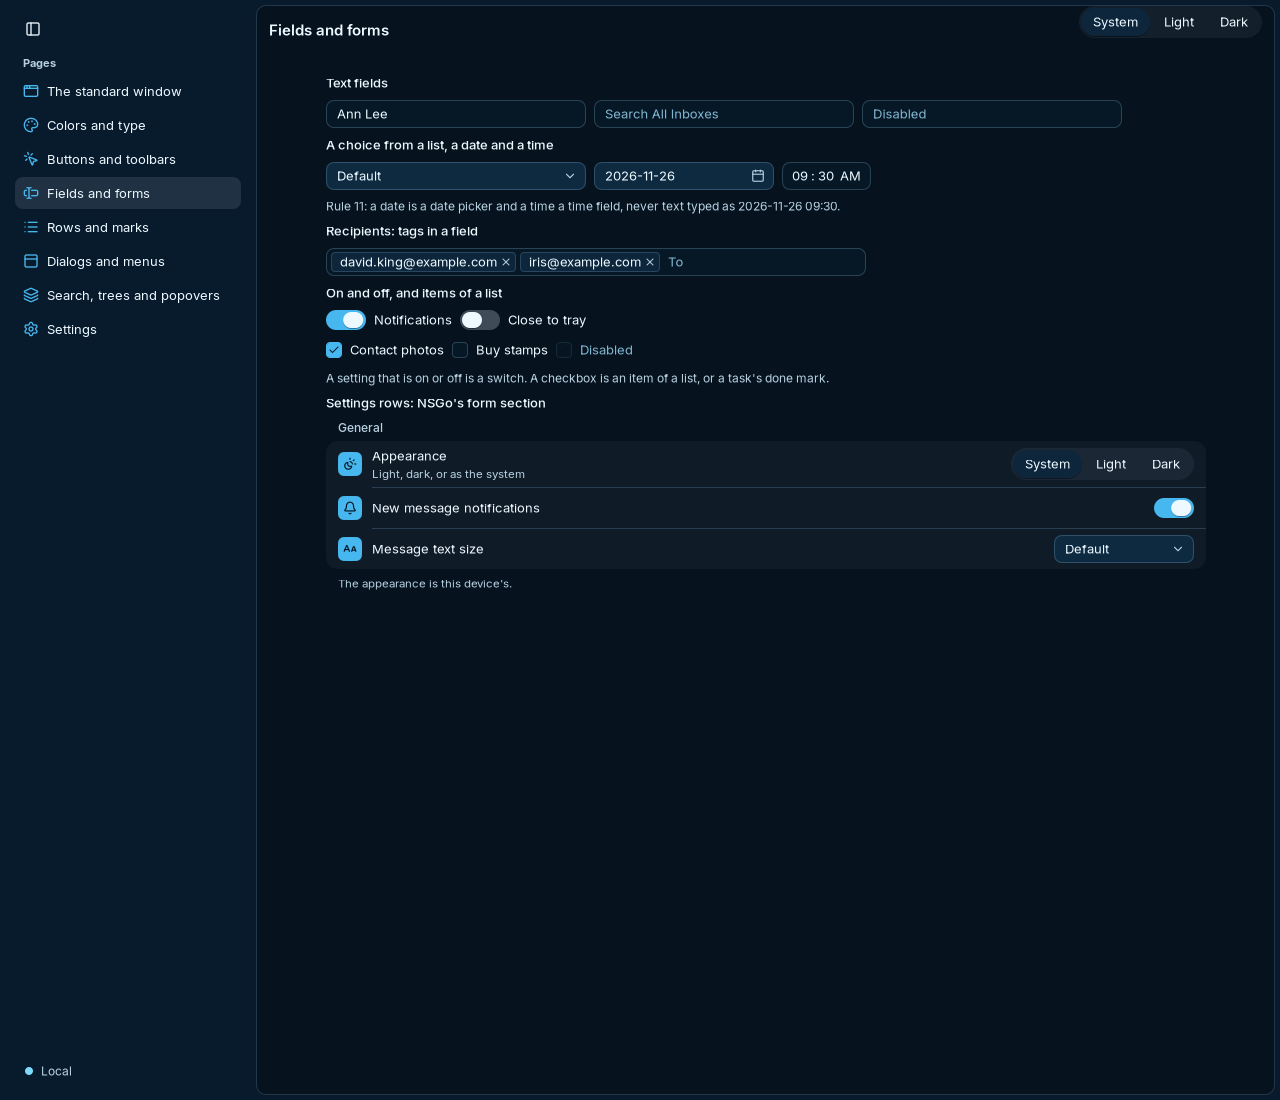 Fields and forms
System Light Dark
Pages
The standard window
Colors and type
Buttons and toolbars
Fields and forms
Rows and marks
Dialogs and menus
Search, trees and popovers
Settings
Local
Text fields
Ann Lee
Search All Inboxes
Disabled
A choice from a list, a date and a time
Default
2026-11-26
09 : 30 AM
Rule 11: a date is a date picker and a time a time field, never text typed as 2026-11-26 09:30.
Recipients: tags in a field
david.king@example.com
iris@example.com
To
On and off, and items of a list
Notifications
Close to tray
Contact photos
Buy stamps
Disabled
A setting that is on or off is a switch. A checkbox is an item of a list, or a task's done mark.
Settings rows: NSGo's form section
General
Appearance
Light, dark, or as the system
System Light Dark
New message notifications
Message text size
Default
The appearance is this device's.